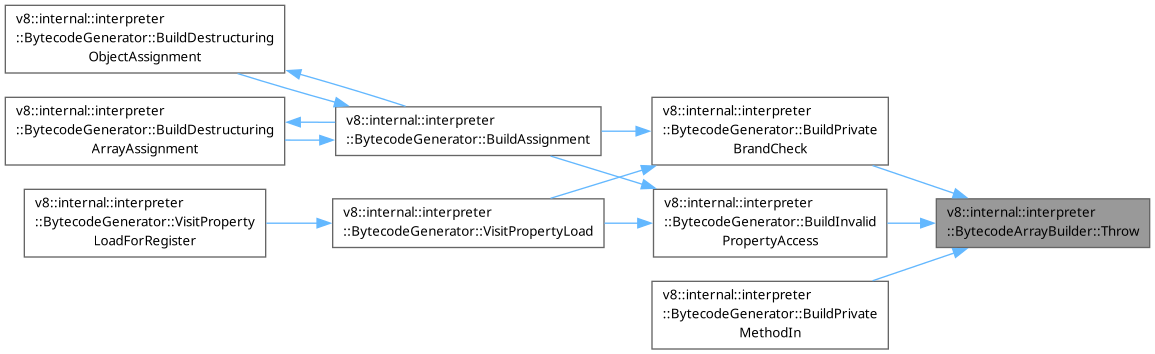 v8::internal::interpreter
::BytecodeGenerator::BuildDestructuring
ObjectAssignment
v8::internal::interpreter
::BytecodeGenerator::BuildDestructuring
ArrayAssignment
v8::internal::interpreter
::BytecodeGenerator::VisitProperty
LoadForRegister
v8::internal::interpreter
::BytecodeGenerator::BuildAssignment
v8::internal::interpreter
::BytecodeGenerator::VisitPropertyLoad
v8::internal::interpreter
::BytecodeGenerator::BuildPrivate
BrandCheck
v8::internal::interpreter
::BytecodeGenerator::BuildInvalid
PropertyAccess
v8::internal::interpreter
::BytecodeGenerator::BuildPrivate
MethodIn
v8::internal::interpreter
::BytecodeArrayBuilder::Throw